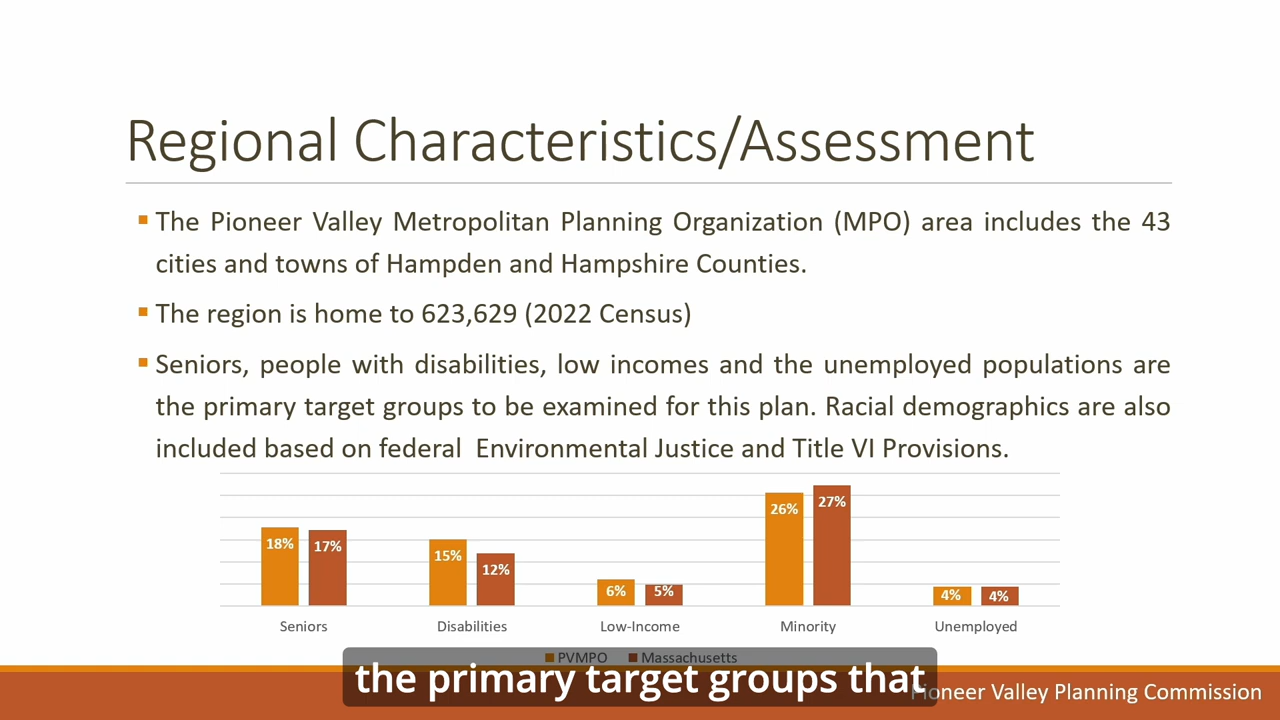 Regional Characteristics/Assessment
The Pioneer Valley Metropolitan Planning Organization (MPO) area includes the 43
cities and towns of Hampden and Hampshire Counties.
The region is home to 623,629 (2022 Census)
Seniors, people with disabilities, low incomes and the unemployed populations are
the primary target groups to be examined for this plan. Racial demographics are also
included based on federal Environmental Justice and Title VI Provisions.
18% 17% 15% 12% 6% 5% 26% 27% 4% 4%
Seniors Disabilities Low-Income Minority Unemployed
PVMPO Massachusetts
the primary target groups that
Pioneer Valley Planning Commission